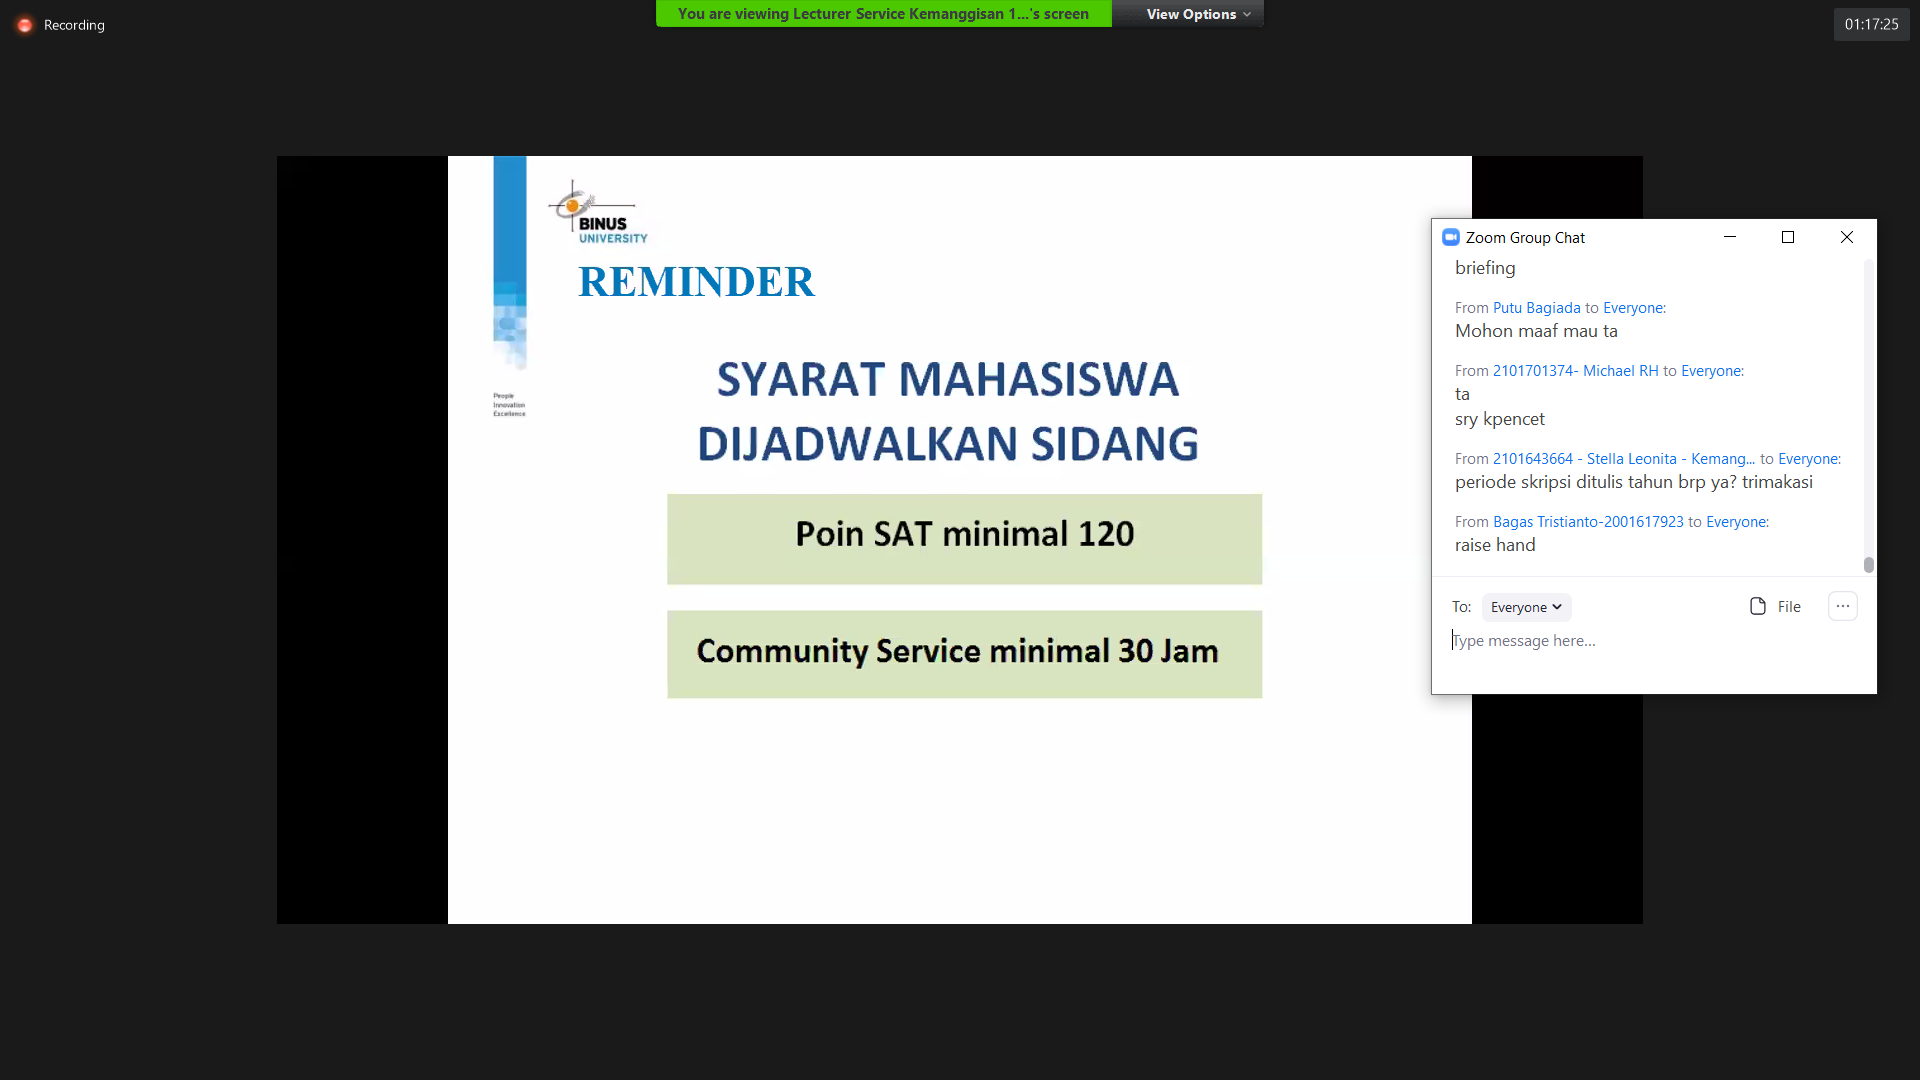 Recording
You are viewing Lecturer Service Kemanggisan 1...'s screen
View Options
01:17:25
BINUS
UNIVERSITY
REMINDER
People
Innovation
Excellence
SYARAT MAHASISWA
DIJADWALKAN SIDANG
Poin SAT minimal 120
Community Service minimal 30 Jam
Zoom Group Chat
briefing
From Putu Bagiada to Everyone:
Mohon maaf mau ta
From 2101701374- Michael RH to Everyone:
ta
sry kpencet
From 2101643664 - Stella Leonita - Kemang... to Everyone:
periode skripsi ditulis tahun brp ya? trimakasi
From Bagas Tristianto-2001617923 to Everyone:
raise hand
To: Everyone
File
...
Type message here...